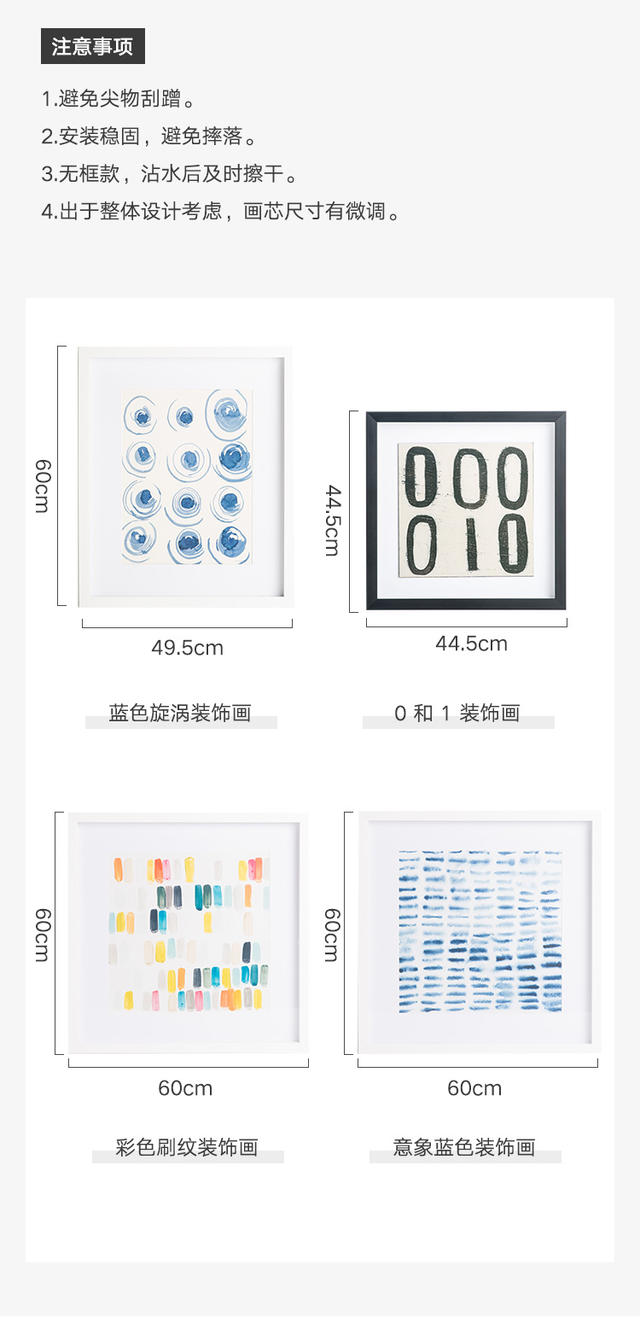 注意事项
1.避免尖物刮蹭。
2.安装稳固，避免摔落。
3.无框款，沾水后及时擦干。
4.出于整体设计考虑，画芯尺寸有微调。
60cm
49.5cm
蓝色旋涡装饰画
000
010
44.5cm
44.5cm
0 和 1 装饰画
60cm
60cm
彩色刷纹装饰画
60cm
60cm
意象蓝色装饰画